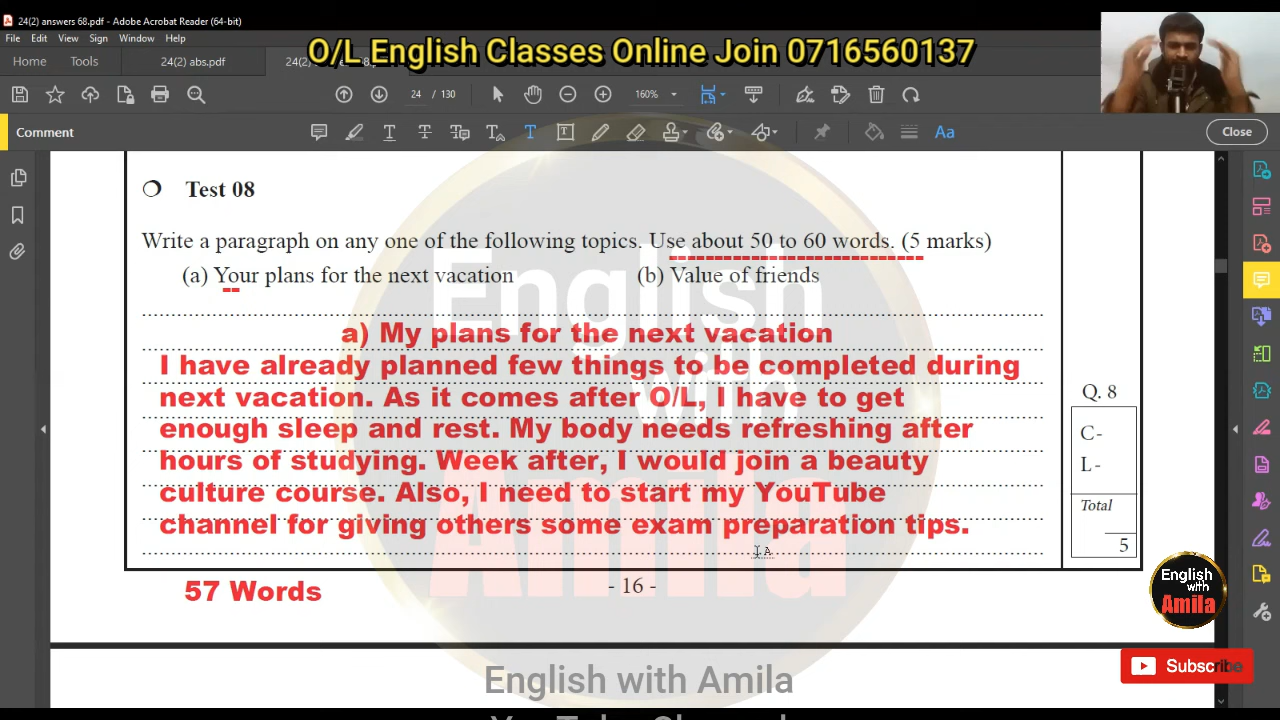 24(2) answers 68.pdf - Adobe Acrobat Reader (64-bit)
File Edit View Sign Window Help
O/L English Classes Online Join 0716560137
Home Tools 24(2) abs.pdf
24 / 130 160%
Comment
Close
Test 08
Write a paragraph on any one of the following topics. Use about 50 to 60 words. (5 marks)
(a) Your plans for the next vacation (b) Value of friends
a) My plans for the next vacation
I have already planned few things to be completed during
next vacation. As it comes after O/L, I have to get
enough sleep and rest. My body needs refreshing after
hours of studying. Week after, I would join a beauty
culture course. Also, I need to start my YouTube
channel for giving others some exam preparation tips.
Q. 8
C-
L-
Total
5
57 Words
- 16 -
English
with
Amila
English
with
Amila
Subscribe
English with Amila